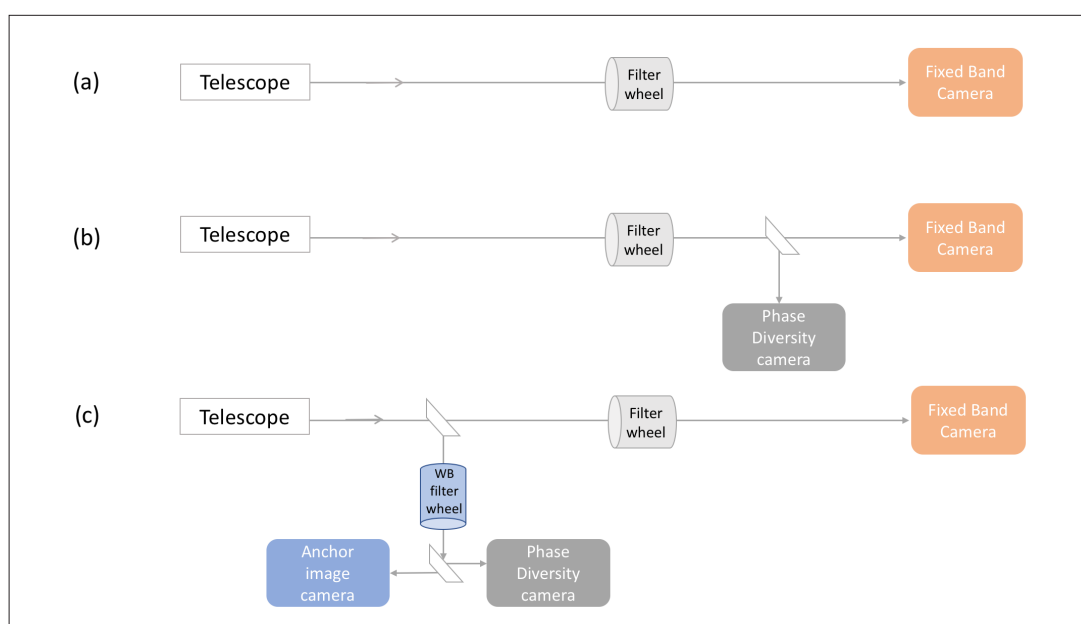 (a)
Telescope
Filter
wheel
Fixed Band
Camera
(b)
Telescope
Filter
wheel
Fixed Band
Camera
Phase
Diversity
camera
(c)
Telescope
Filter
wheel
Fixed Band
Camera
WB
filter
wheel
Anchor
image
camera
Phase
Diversity
camera